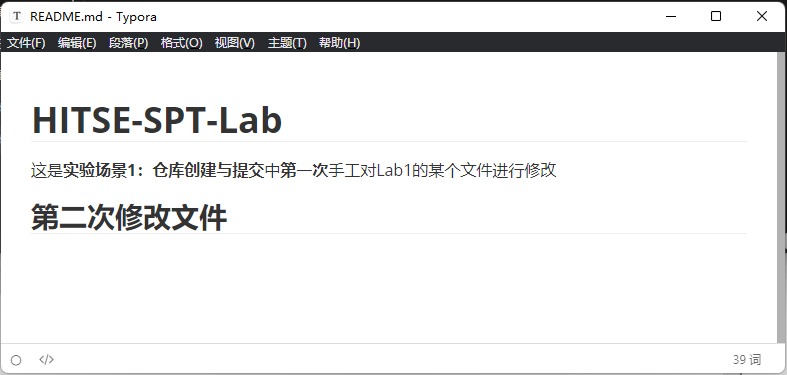 T README.md - Typora
文件(F) 编辑(E) 段落(P) 格式(O) 视图(V) 主题(T) 帮助(H)
HITSE-SPT-Lab
这是实验场景1：仓库创建与提交中第一次手工对Lab1的某个文件进行修改
第二次修改文件
</> 39 词